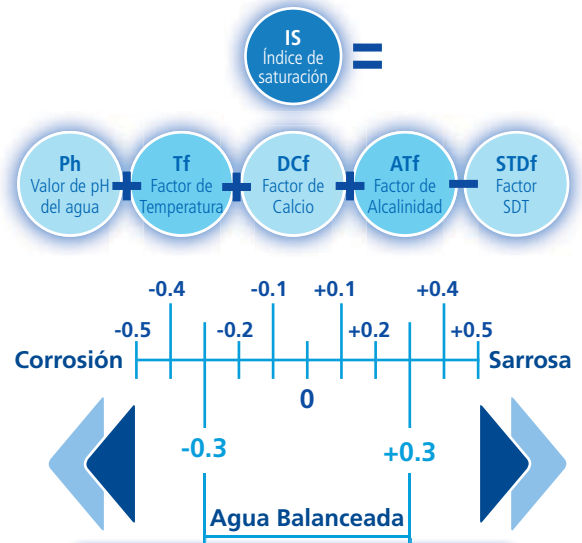 IS
Índice de
saturación
=
Ph
Valor de pH
del agua
+
Tf
Factor de
Temperatura
+
DCf
Factor de
Calcio
+
ATf
Factor de
Alcalinidad
−
STDf
Factor
SDT
-0.4 -0.1 +0.1 +0.4
-0.5 -0.2 +0.2 +0.5
Corrosión Sarrosa
0
-0.3 +0.3
Agua Balanceada